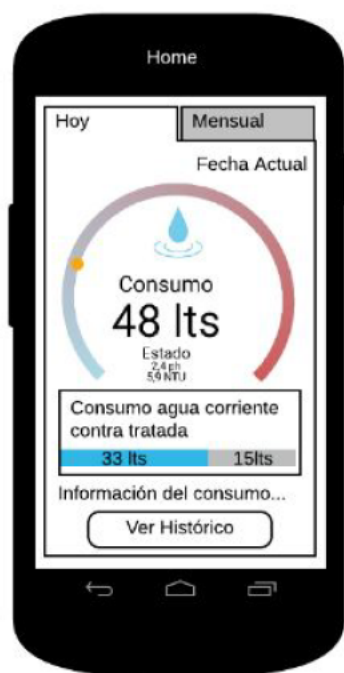 Home
Hoy
Mensual
Fecha Actual
Consumo
48 lts
Estado
2,4 ph
5,9 NTU
Consumo agua corriente
contra tratada
33 lts
15lts
Información del consumo...
Ver Histórico